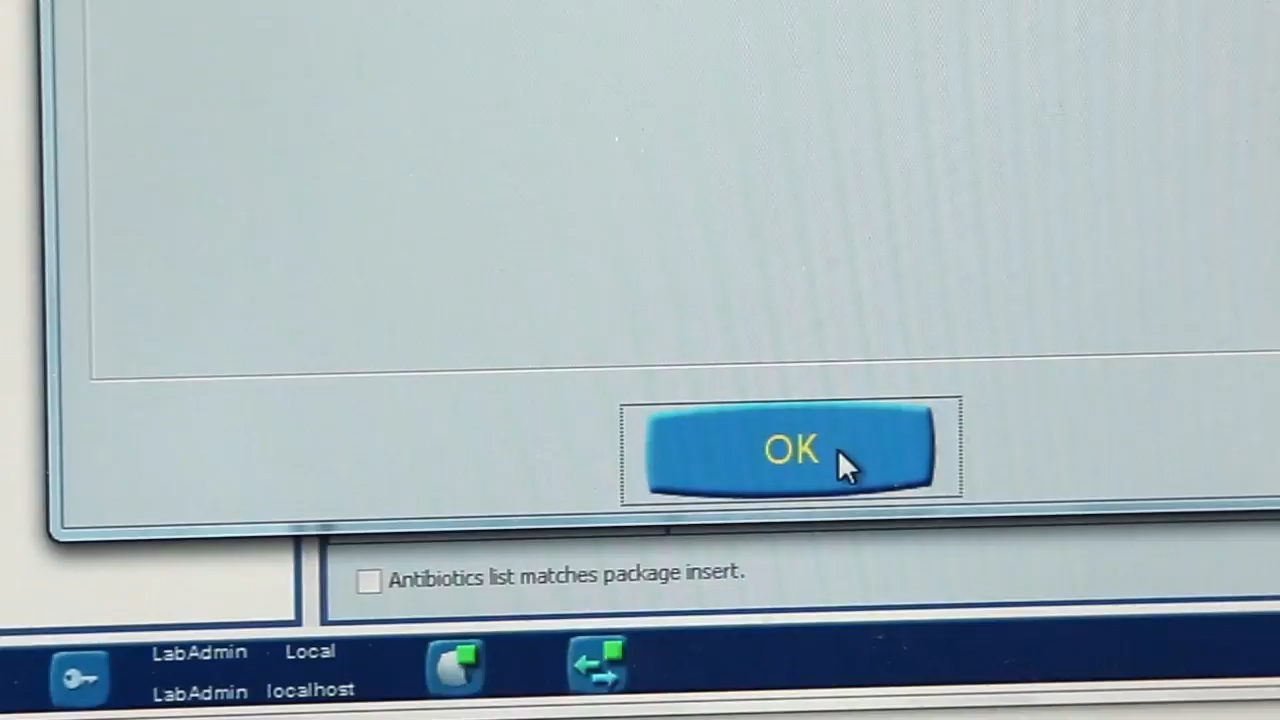 OK
Antibiotics list matches package insert.
LabAdmin Local
LabAdmin localhost